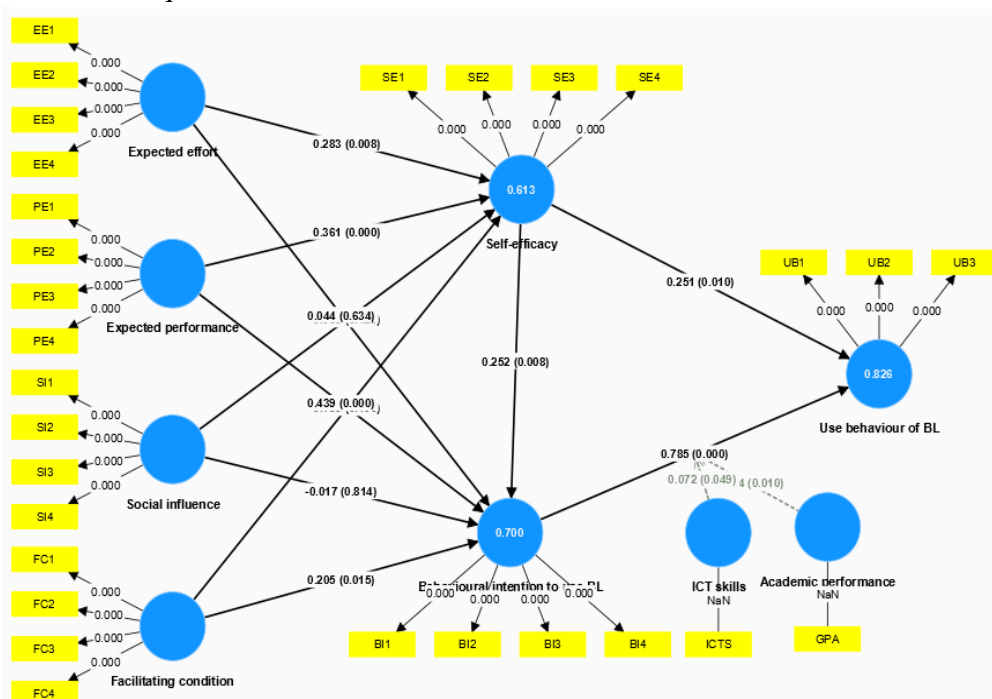 EE1
EE2
EE3
EE4
0.000
0.000
0.000
0.000
Expected effort
PE1
PE2
PE3
PE4
0.000
0.000
0.000
0.000
Expected performance
SI1
SI2
SI3
SI4
0.000
0.000
0.000
0.000
Social influence
FC1
FC2
FC3
FC4
0.000
0.000
0.000
0.000
Facilitating condition
SE1
SE2
SE3
SE4
0.000
0.000
0.000
0.000
0.613
Self-efficacy
0.283 (0.008)
0.361 (0.000)
0.044 (0.634)
0.439 (0.000)
-0.017 (0.814)
0.205 (0.015)
0.252 (0.008)
0.251 (0.010)
0.785 (0.000)
0.072 (0.049)
4 (0.010)
0.700
Behavioural intention to use BL
0.000
0.000
0.000
0.000
BI1
BI2
BI3
BI4
UB1
UB2
UB3
0.000
0.000
0.000
0.826
Use behaviour of BL
ICT skills
NaN
ICTS
Academic performance
NaN
GPA